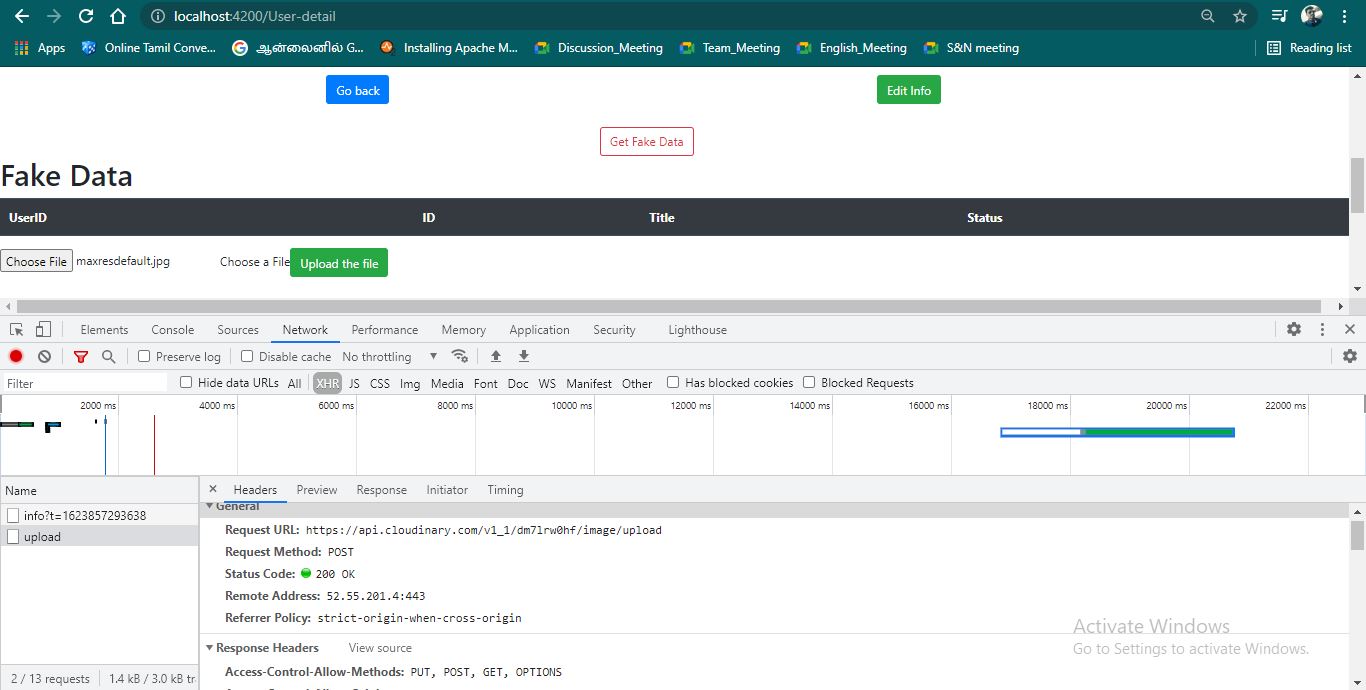 localhost:4200/User-detail
Apps Online Tamil Conve... ஆன்லைனில் G... Installing Apache M... Discussion_Meeting Team_Meeting English_Meeting S&N meeting Reading list
Go back Edit Info
Get Fake Data
Fake Data
UserID ID Title Status
Choose File maxresdefault.jpg Choose a File Upload the file
Elements Console Sources Network Performance Memory Application Security Lighthouse
Preserve log Disable cache No throttling
Filter Hide data URLs All XHR JS CSS Img Media Font Doc WS Manifest Other Has blocked cookies Blocked Requests
2000 ms 4000 ms 6000 ms 8000 ms 10000 ms 12000 ms 14000 ms 16000 ms 18000 ms 20000 ms 22000 ms
Name Headers Preview Response Initiator Timing
General
info?t=1623857293638
upload
Request URL: https://api.cloudinary.com/v1_1/dm7lrw0hf/image/upload
Request Method: POST
Status Code: 200 OK
Remote Address: 52.55.201.4:443
Referrer Policy: strict-origin-when-cross-origin
Response Headers View source
Access-Control-Allow-Methods: PUT, POST, GET, OPTIONS
2 / 13 requests 1.4 kB / 3.0 kB tr
Activate Windows
Go to Settings to activate Windows.